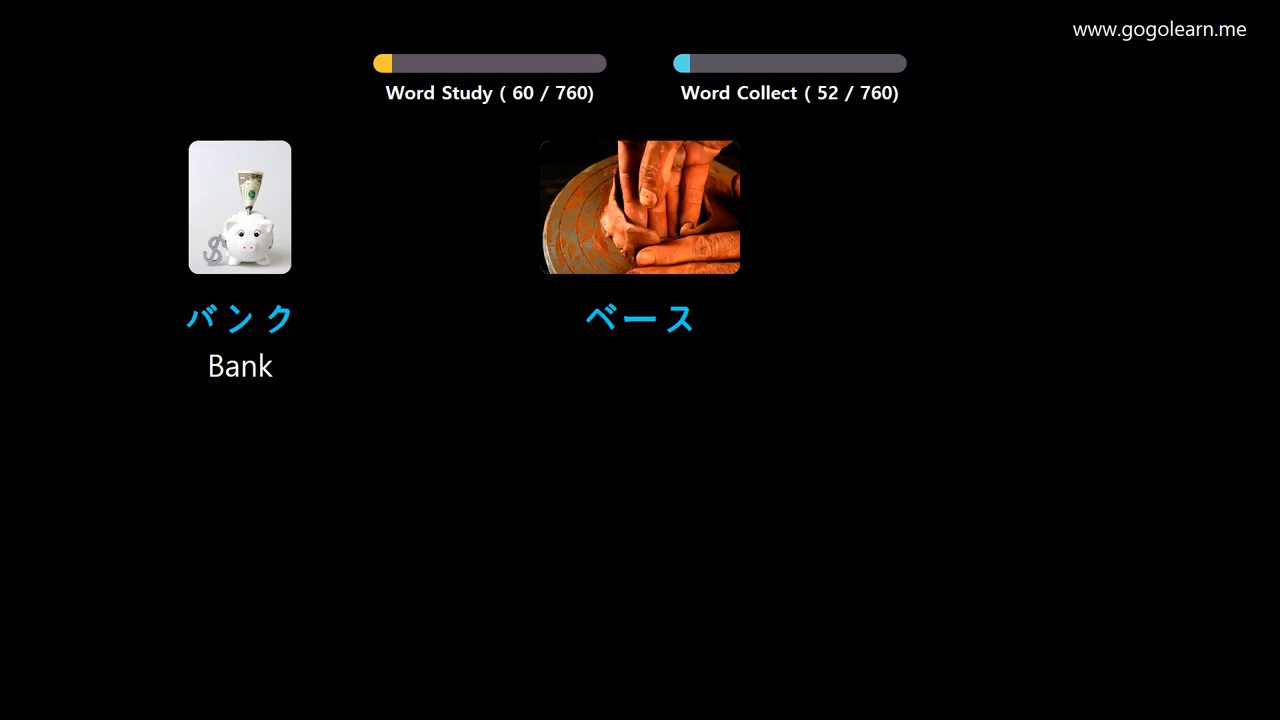 www.gogolearn.me
Word Study ( 60 / 760)
Word Collect ( 52 / 760)
バンク
Bank
ベース